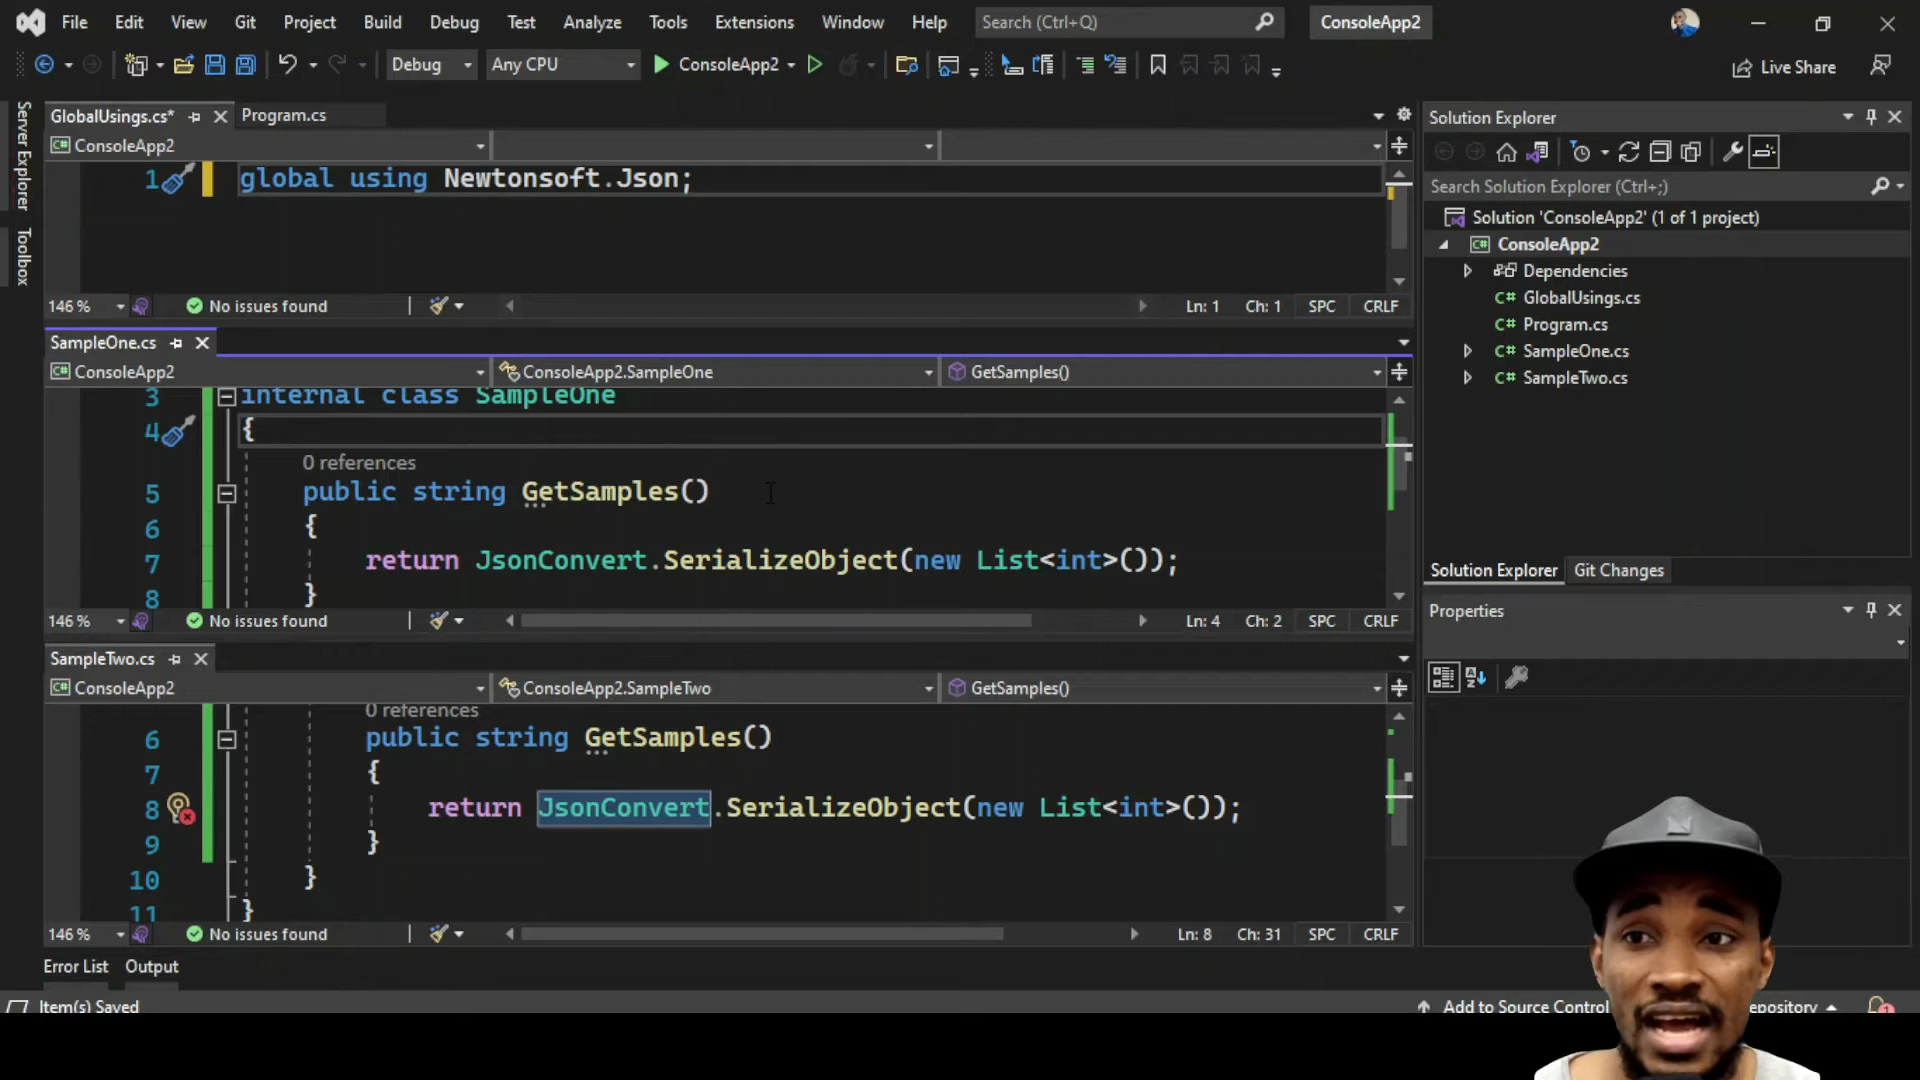 File Edit View Git Project Build Debug Test Analyze Tools Extensions Window Help Search (Ctrl+Q) ConsoleApp2
Debug Any CPU ConsoleApp2 Live Share
Server Explorer
Toolbox
GlobalUsings.cs* Program.cs
ConsoleApp2
1 global using Newtonsoft.Json;
146 % No issues found Ln: 1 Ch: 1 SPC CRLF
SampleOne.cs
ConsoleApp2 ConsoleApp2.SampleOne GetSamples()
3 internal class SampleOne
4 {
0 references
5 public string GetSamples()
6 {
7 return JsonConvert.SerializeObject(new List<int>());
8 }
146 % No issues found Ln: 4 Ch: 2 SPC CRLF
SampleTwo.cs
ConsoleApp2 ConsoleApp2.SampleTwo GetSamples()
0 references
6 public string GetSamples()
7 {
8 return JsonConvert.SerializeObject(new List<int>());
9 }
10 }
11 }
146 % No issues found Ln: 8 Ch: 31 SPC CRLF
Error List Output
Item(s) Saved
Solution Explorer
Search Solution Explorer (Ctrl+;)
Solution 'ConsoleApp2' (1 of 1 project)
C# ConsoleApp2
Dependencies
C# GlobalUsings.cs
C# Program.cs
C# SampleOne.cs
C# SampleTwo.cs
Solution Explorer Git Changes
Properties
Add to Source Control epository 1